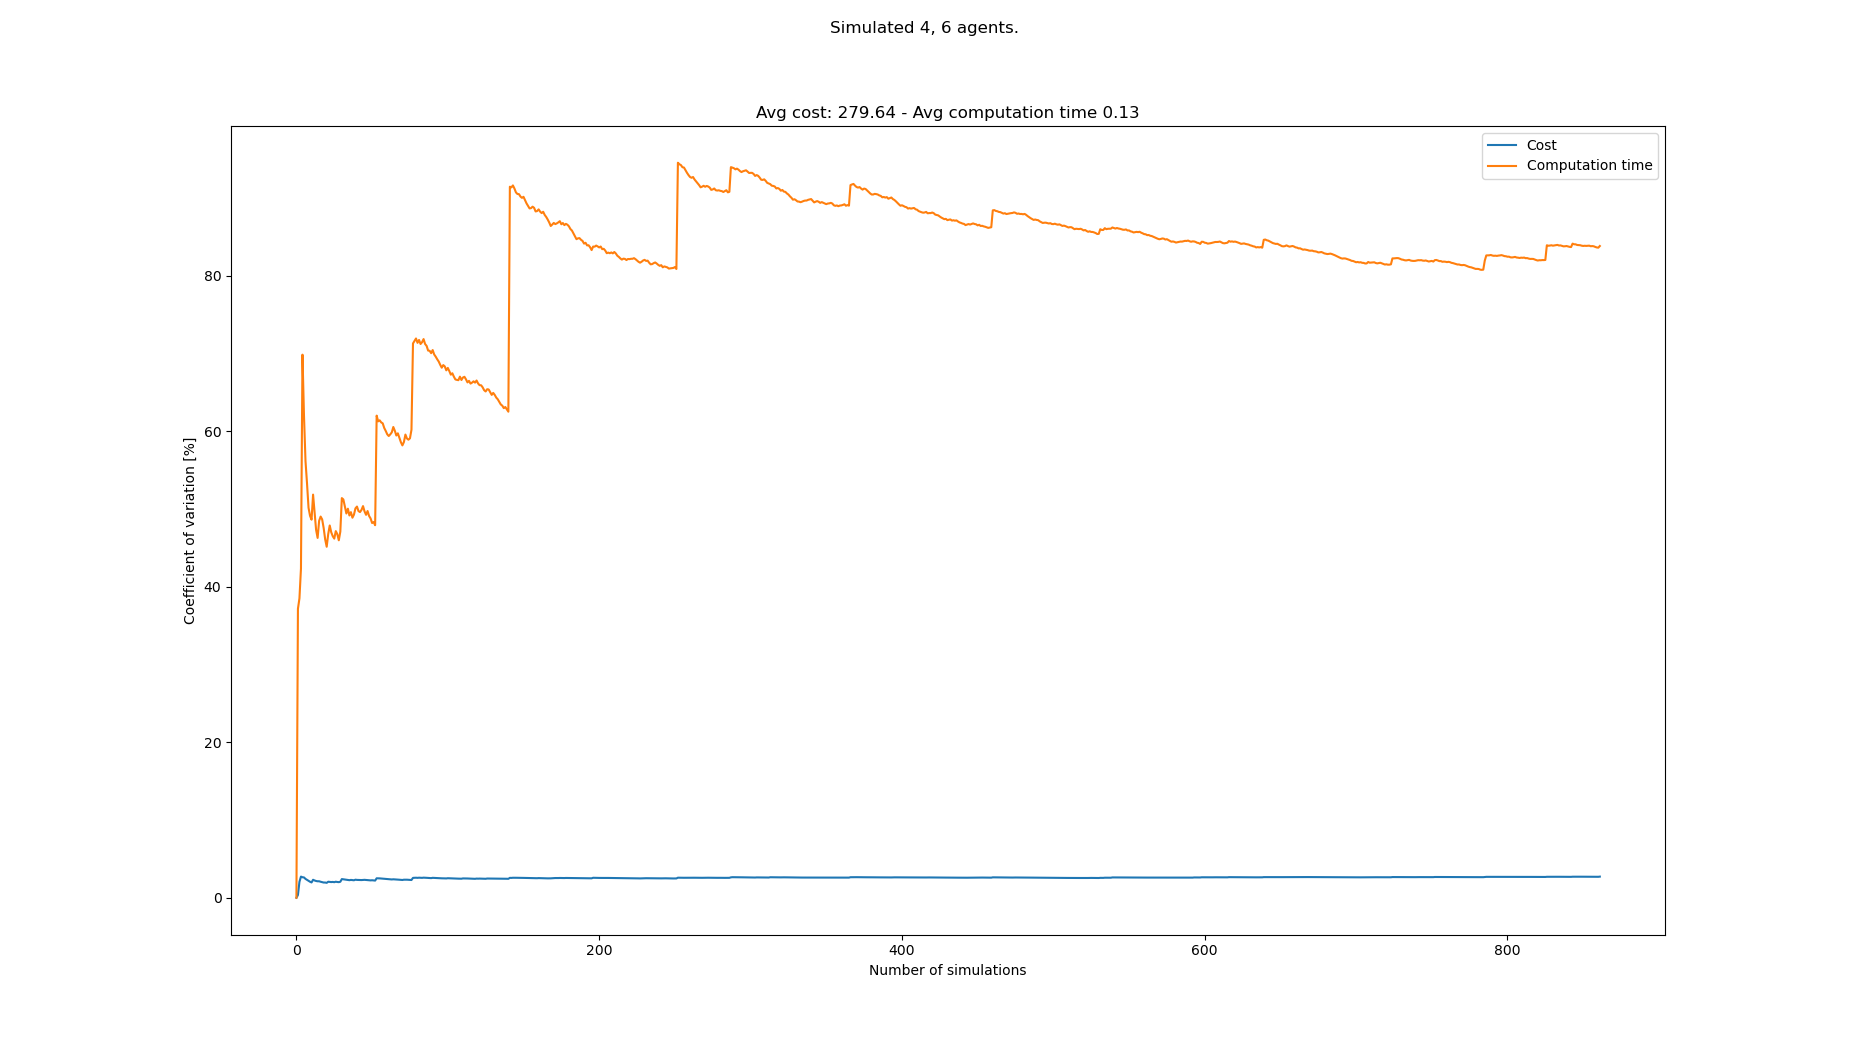 Simulated 4, 6 agents.
Avg cost: 279.64 - Avg computation time 0.13
Cost
Computation time
Coefficient of variation [%]
80
60
40
20
0
0
200
400
600
800
Number of simulations